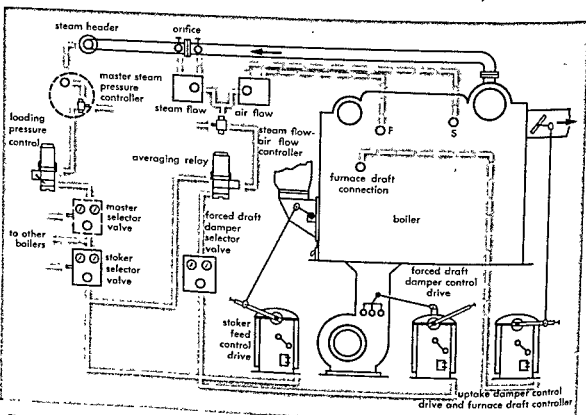 steam header
orifice
master steam
pressure controller
steam flow
air flow
F
S
loading
pressure
control
steam flow-
air flow
controller
averaging relay
furnace draft
connection
boiler
master
selector
valve
forced draft
damper
selector
valve
to other
boilers
stoker
selector
valve
forced draft
damper control
drive
stoker
feed
control
drive
uptake damper control
drive and furnace draft controller